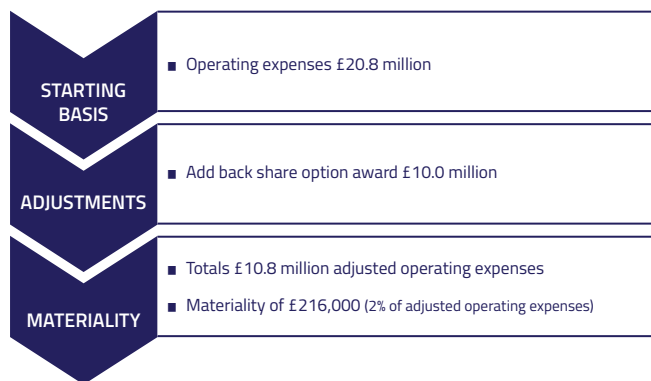 STARTING
BASIS
■ Operating expenses £20.8 million
ADJUSTMENTS
■ Add back share option award £10.0 million
MATERIALITY
■ Totals £10.8 million adjusted operating expenses
■ Materiality of £216,000 (2% of adjusted operating expenses)